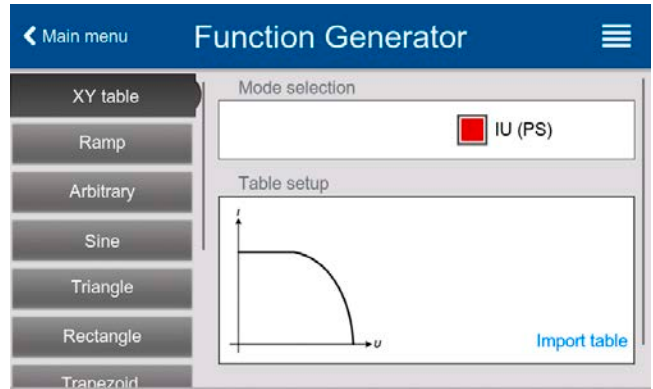 Main menu
Function Generator
XY table
Ramp
Arbitrary
Sine
Triangle
Rectangle
Trapezoid
Mode selection
IU (PS)
Table setup
I
U
Import table